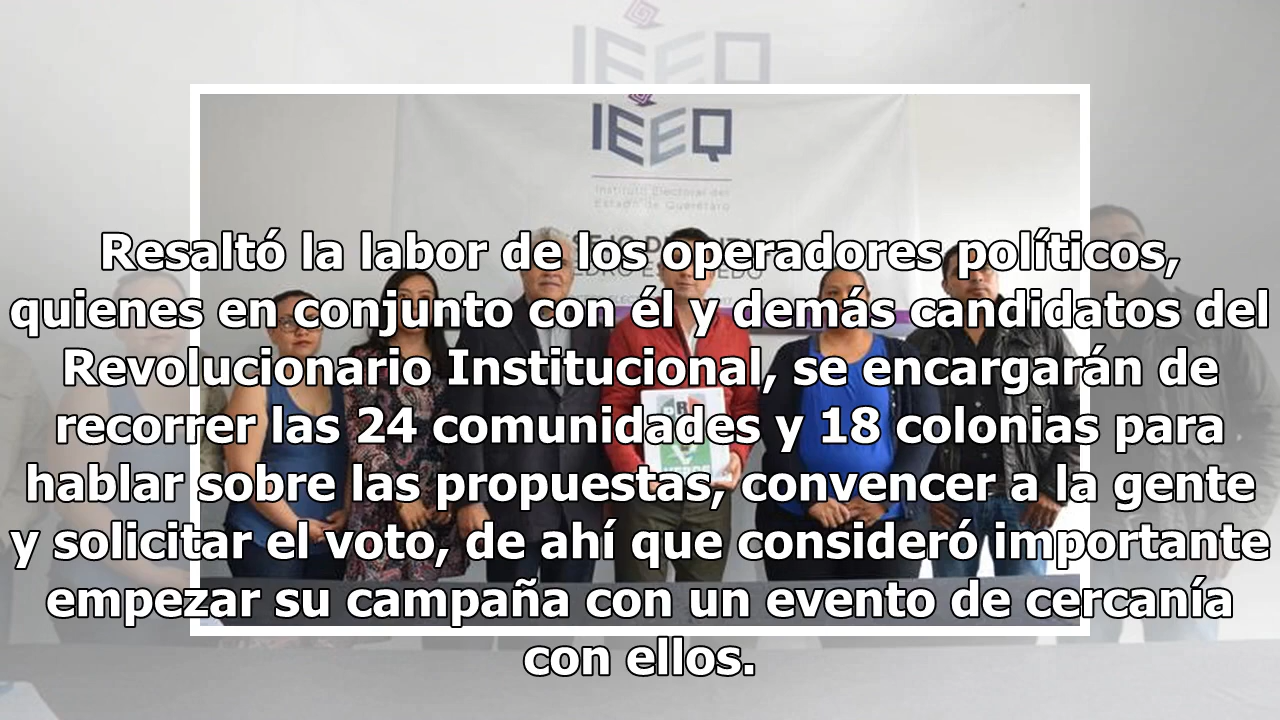 IEEQ
IEEQ
Instituto Electoral del
Estado de Querétaro
Resaltó la labor de los operadores políticos,
quienes en conjunto con él y demás candidatos del
Revolucionario Institucional, se encargarán de
recorrer las 24 comunidades y 18 colonias para
hablar sobre las propuestas, convencer a la gente
y solicitar el voto, de ahí que consideró importante
empezar su campaña con un evento de cercanía
con ellos.